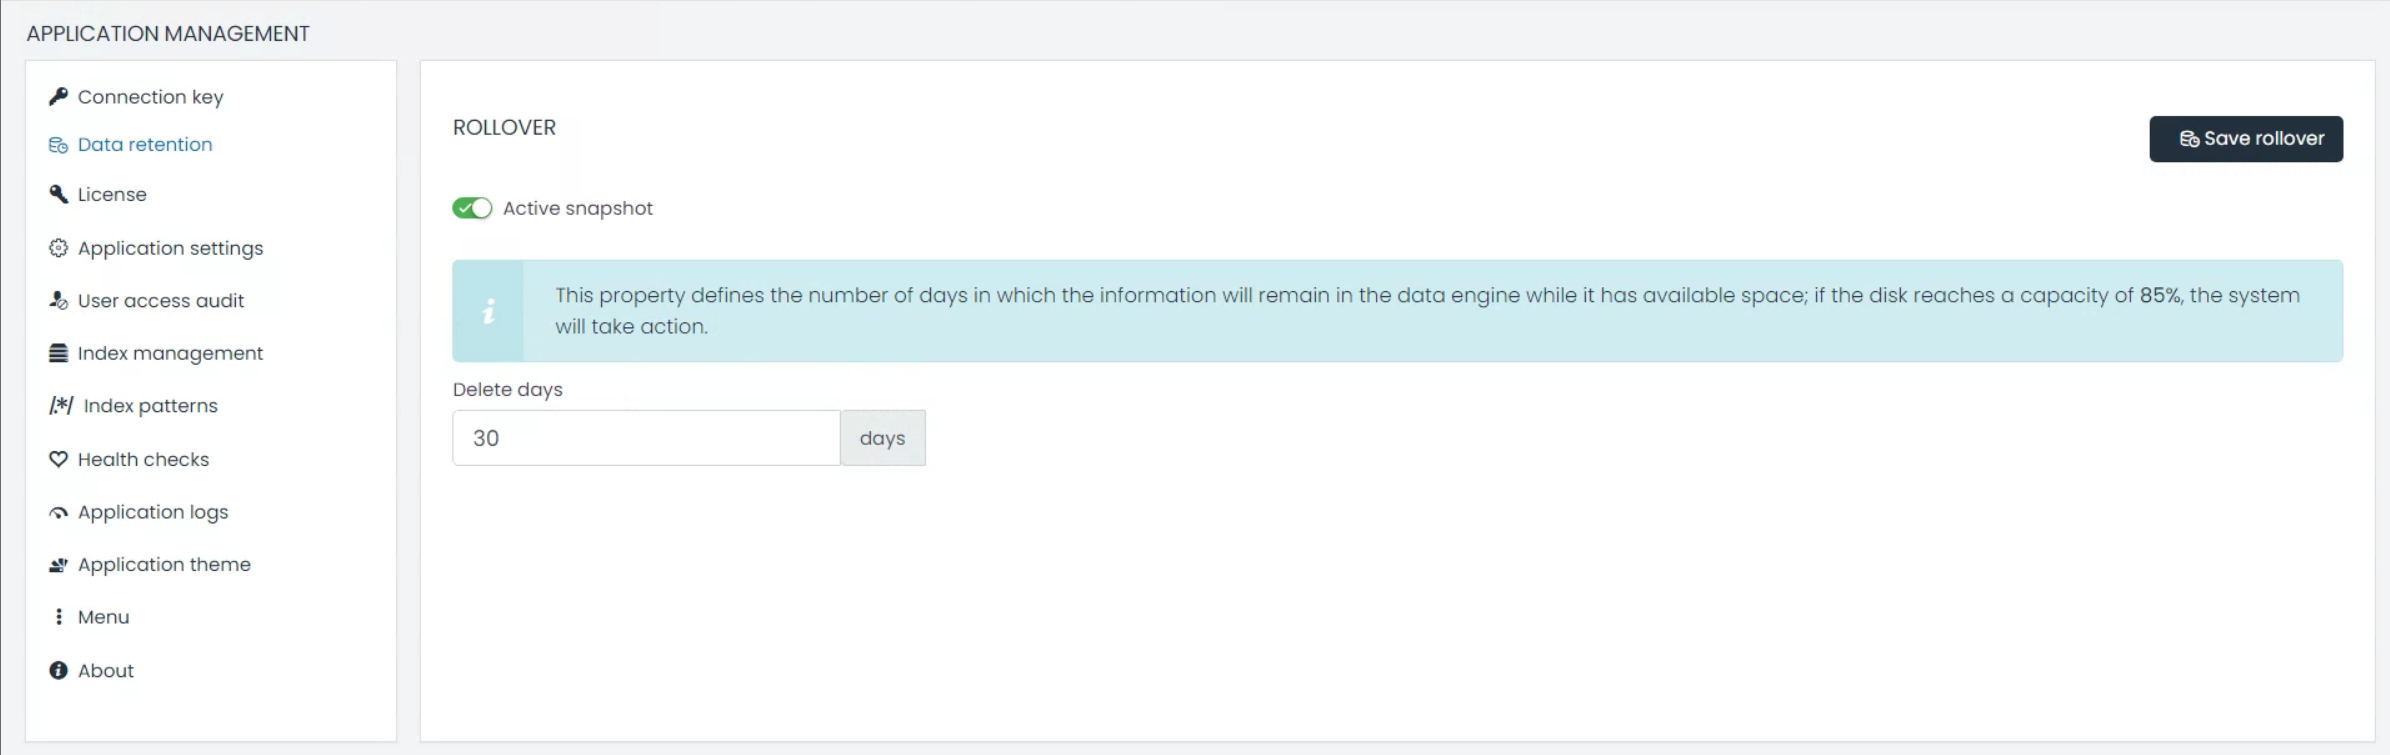 APPLICATION MANAGEMENT
Connection key
Data retention
License
Application settings
User access audit
Index management
/.*/ Index patterns
Health checks
Application logs
Application theme
Menu
About
ROLLOVER
Save rollover
Active snapshot
This property defines the number of days in which the information will remain in the data engine while it has available space; if the disk reaches a capacity of 85%, the system
will take action.
Delete days
30 days